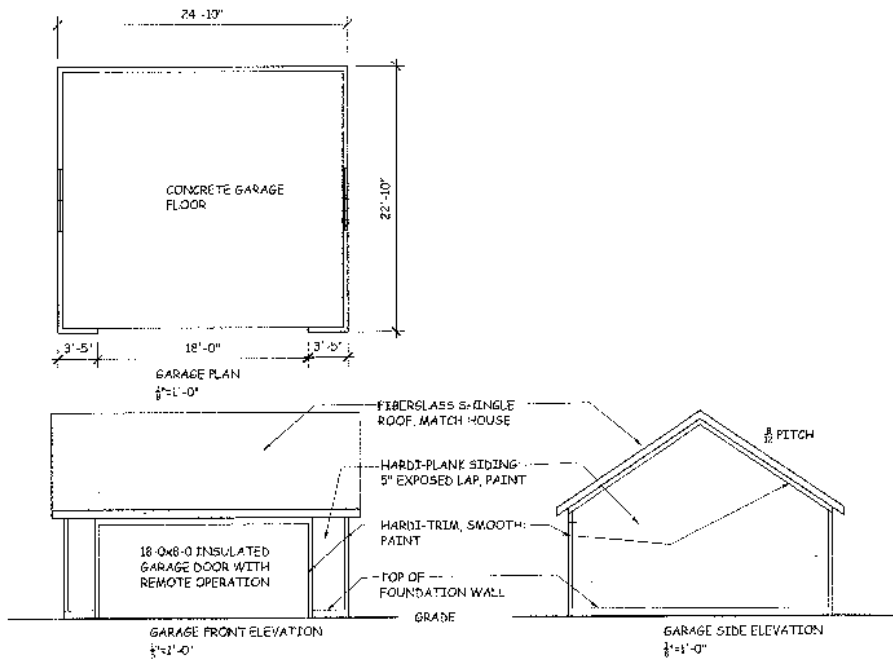 24'-10"
CONCRETE GARAGE
FLOOR
22'-10"
3'-5"
18'-0"
3'-5"
GARAGE PLAN
FIBERGLASS SHINGLE
ROOF, MATCH HOUSE
8/12 PITCH
HARDI-PLANK SIDING
5" EXPOSED LAP, PAINT
HARDI-TRIM, SMOOTH
PAINT
18-0x8-0 INSULATED
GARAGE DOOR WITH
REMOTE OPERATION
TOP OF
FOUNDATION WALL
GRADE
GARAGE FRONT ELEVATION
GARAGE SIDE ELEVATION